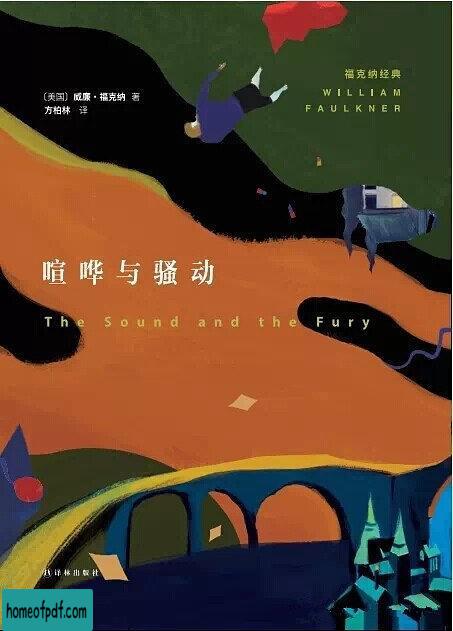 福克纳经典
WILLIAM
FAULKNER
〔美国〕威廉·福克纳 著
方柏林 译
喧哗与骚动
The Sound and the Fury
译林出版社
homeofpdf.com